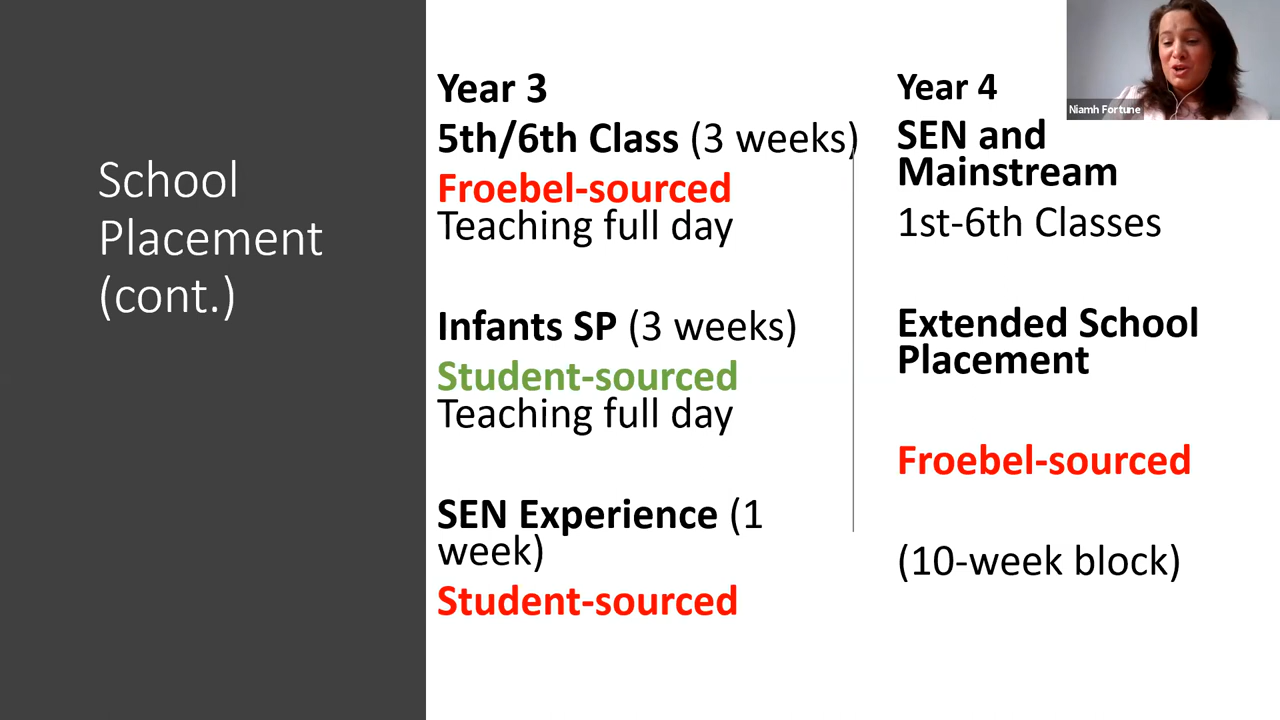 School
Placement
(cont.)
Year 3
5th/6th Class (3 weeks)
Froebel-sourced
Teaching full day
Infants SP (3 weeks)
Student-sourced
Teaching full day
SEN Experience (1
week)
Student-sourced
Year 4
SEN and
Mainstream
1st-6th Classes
Extended School
Placement
Froebel-sourced
(10-week block)
Niamh Fortune